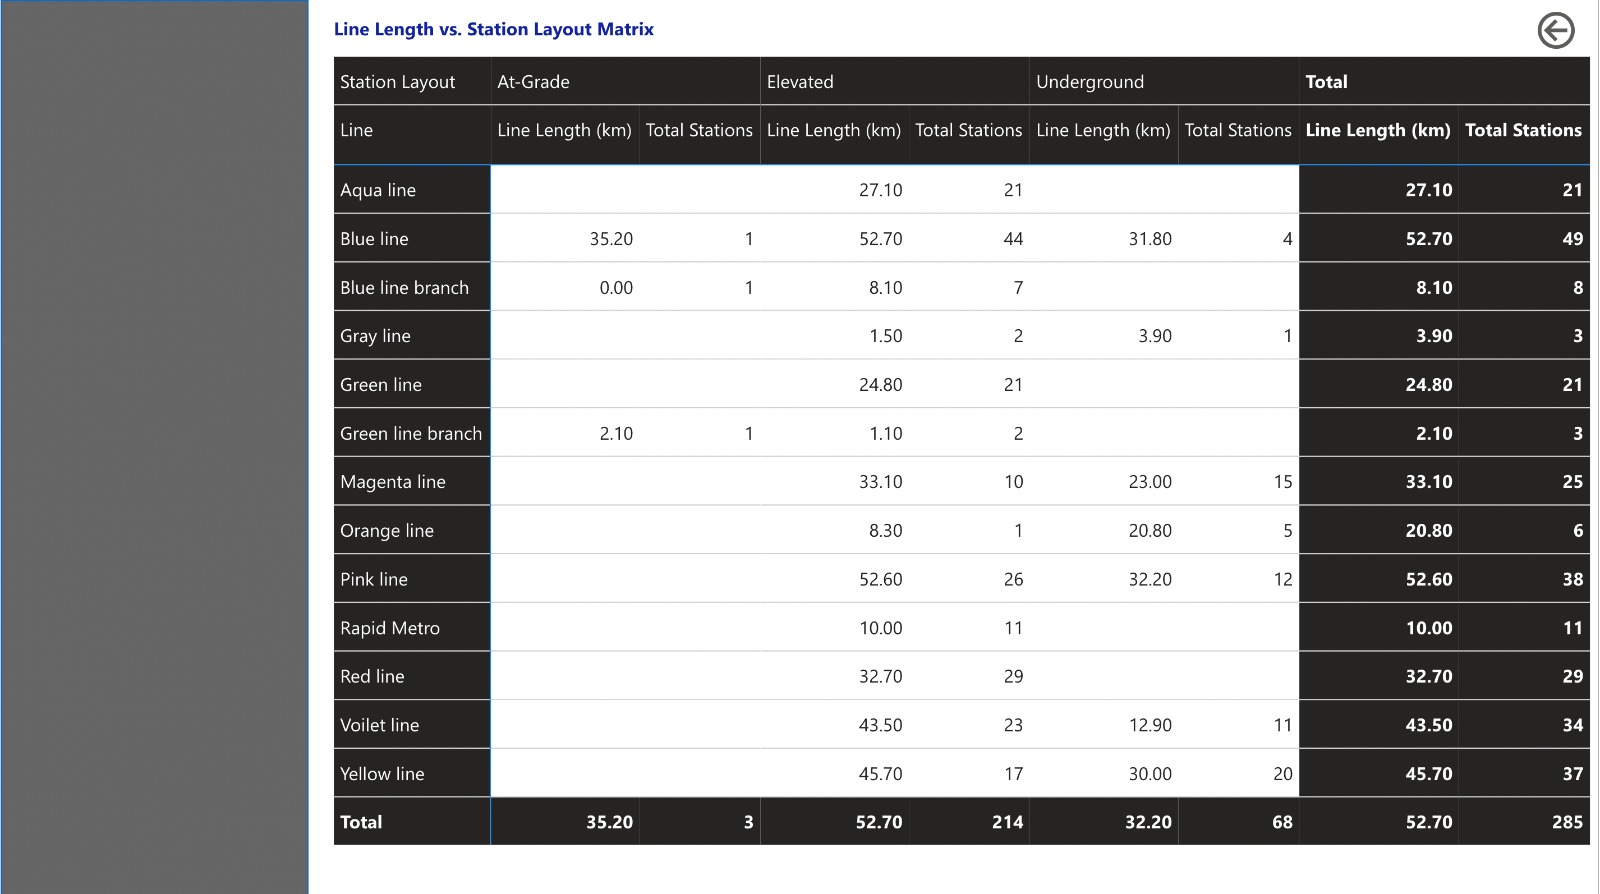 Line Length vs. Station Layout Matrix
Station Layout At-Grade Elevated Underground Total
Line Line Length (km) Total Stations Line Length (km) Total Stations Line Length (km) Total Stations Line Length (km) Total Stations
Aqua line 27.10 21 27.10 21
Blue line 35.20 1 52.70 44 31.80 4 52.70 49
Blue line branch 0.00 1 8.10 7 8.10 8
Gray line 1.50 2 3.90 1 3.90 3
Green line 24.80 21 24.80 21
Green line branch 2.10 1 1.10 2 2.10 3
Magenta line 33.10 10 23.00 15 33.10 25
Orange line 8.30 1 20.80 5 20.80 6
Pink line 52.60 26 32.20 12 52.60 38
Rapid Metro 10.00 11 10.00 11
Red line 32.70 29 32.70 29
Voilet line 43.50 23 12.90 11 43.50 34
Yellow line 45.70 17 30.00 20 45.70 37
Total 35.20 3 52.70 214 32.20 68 52.70 285